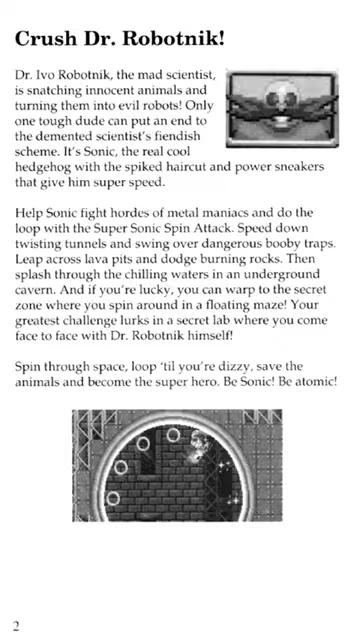 Crush Dr. Robotnik!
Dr. Ivo Robotnik, the mad scientist,
is snatching innocent animals and
turning them into evil robots! Only
one tough dude can put an end to
the demented scientist's fiendish
scheme. It's Sonic, the real cool
hedgehog with the spiked haircut and power sneakers
that give him super speed.
Help Sonic fight hordes of metal maniacs and do the
loop with the Super Sonic Spin Attack. Speed down
twisting tunnels and swing over dangerous booby traps.
Leap across lava pits and dodge burning rocks. Then
splash through the chilling waters in an underground
cavern. And if you're lucky, you can warp to the secret
zone where you spin around in a floating maze! Your
greatest challenge lurks in a secret lab where you come
face to face with Dr. Robotnik himself!
Spin through space, loop 'til you're dizzy, save the
animals and become the super hero. Be Sonic! Be atomic!
2